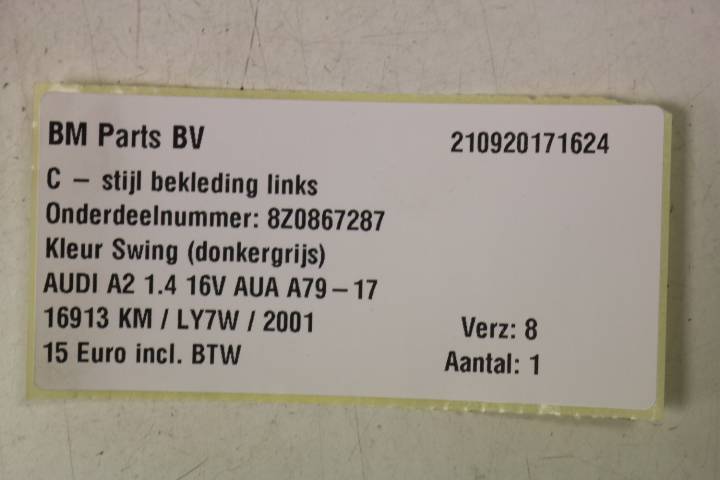 BM Parts BV 210920171624
C – stijl bekleding links
Onderdeelnummer: 8Z0867287
Kleur Swing (donkergrijs)
AUDI A2 1.4 16V AUA A79–17
16913 KM / LY7W / 2001 Verz: 8
15 Euro incl. BTW Aantal: 1